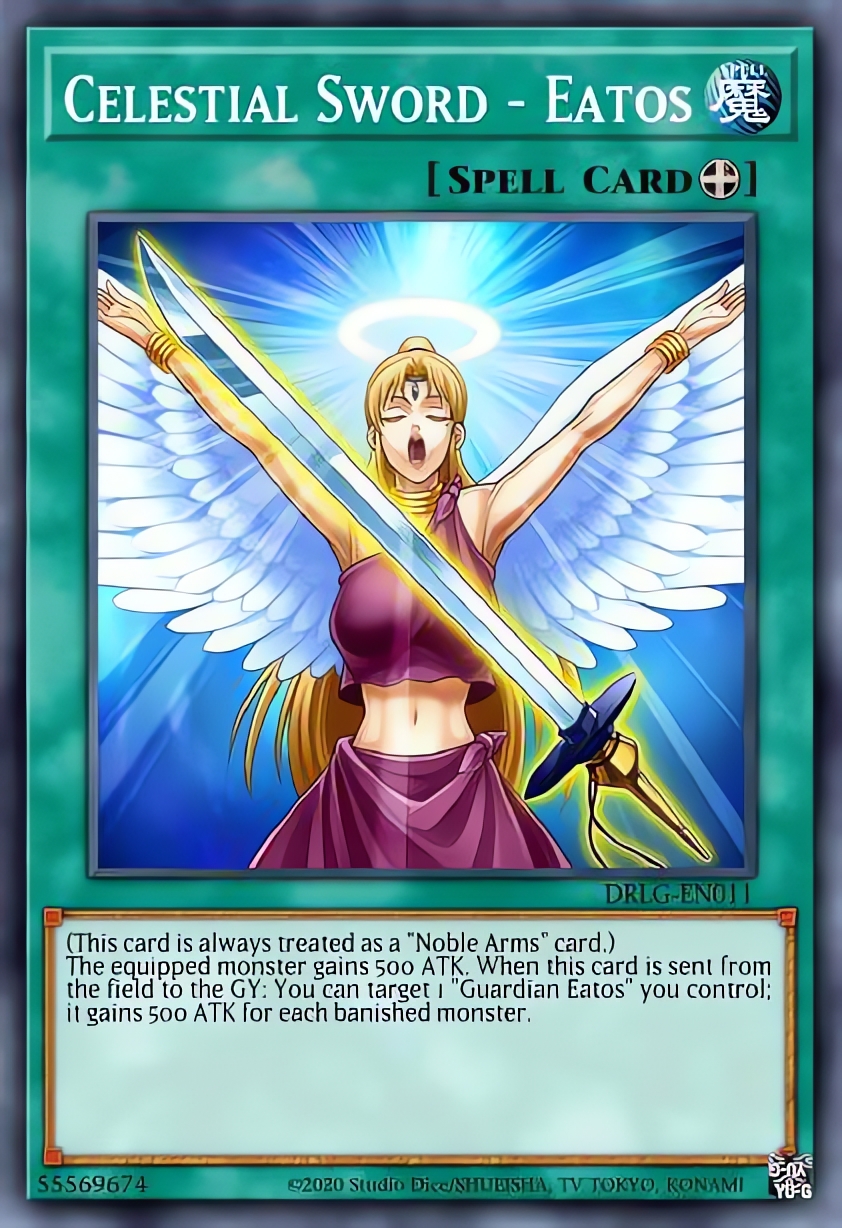 CELESTIAL SWORD - EATOS
SPELL
魔
[SPELL CARD]
DRLG-EN011
(This card is always treated as a "Noble Arms" card.)
The equipped monster gains 500 ATK. When this card is sent from
the field to the GY: You can target 1 "Guardian Eatos" you control;
it gains 500 ATK for each banished monster.
55569674
©2020 Studio Dice/SHUEISHA, TV TOKYO, KONAMI